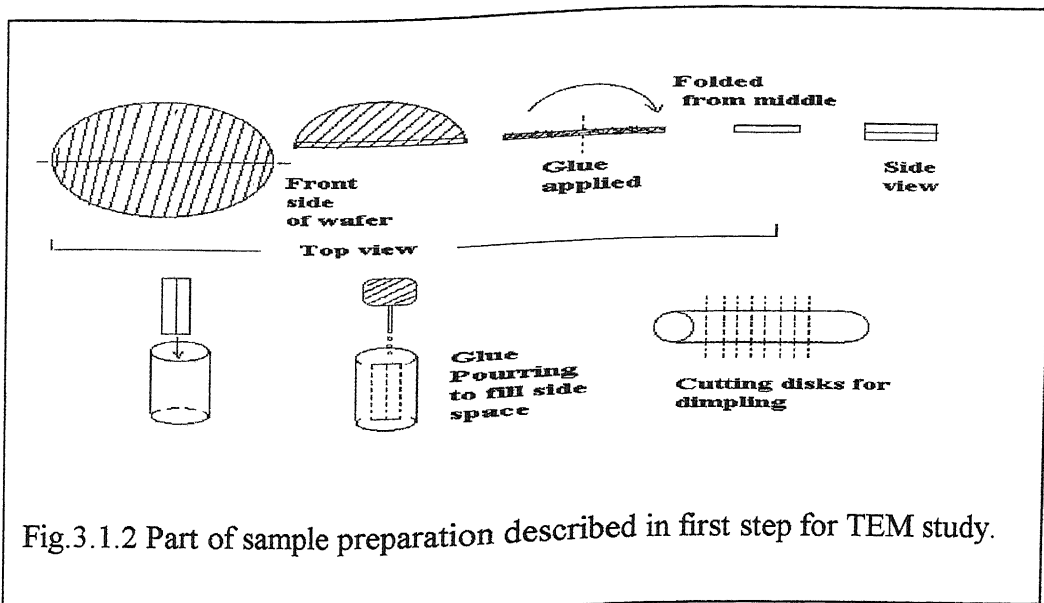 Folded
from middle
Front
side
of wafer
Glue
applied
Side
view
Top view
Glue
Pourring
to fill side
space
Cutting disks for
dimpling
Fig.3.1.2 Part of sample preparation described in first step for TEM study.